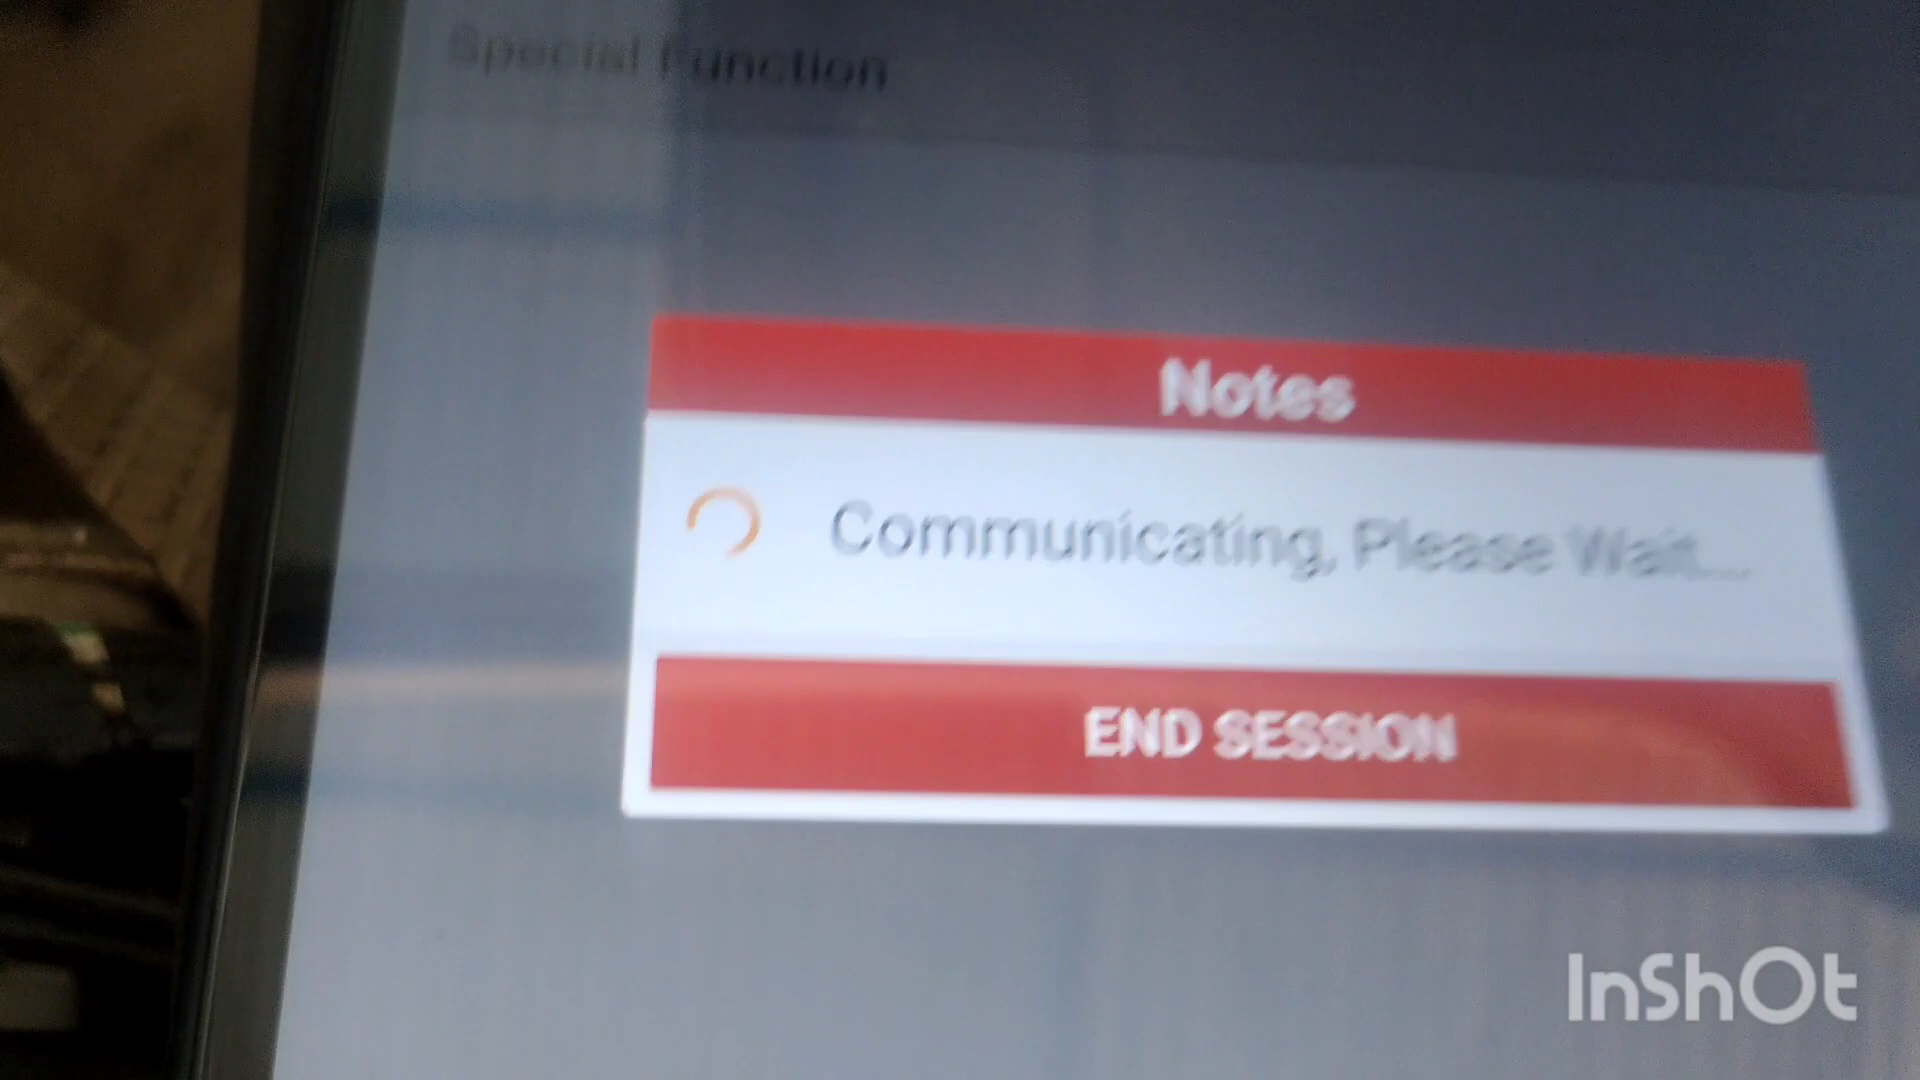 Special Function
Notes
Communicating, Please Wait...
END SESSION
InShOt